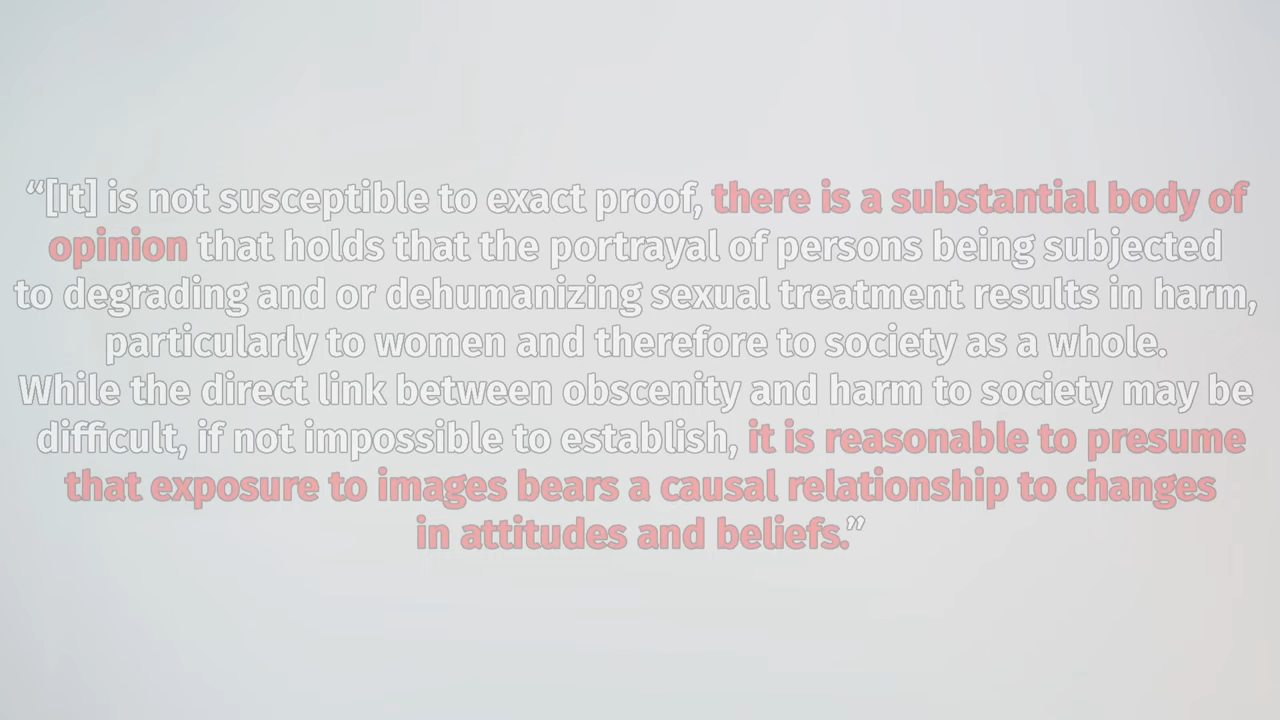 “[It] is not susceptible to exact proof, there is a substantial body of
opinion that holds that the portrayal of persons being subjected
to degrading and or dehumanizing sexual treatment results in harm,
particularly to women and therefore to society as a whole.
While the direct link between obscenity and harm to society may be
difficult, if not impossible to establish, it is reasonable to presume
that exposure to images bears a causal relationship to changes
in attitudes and beliefs.”